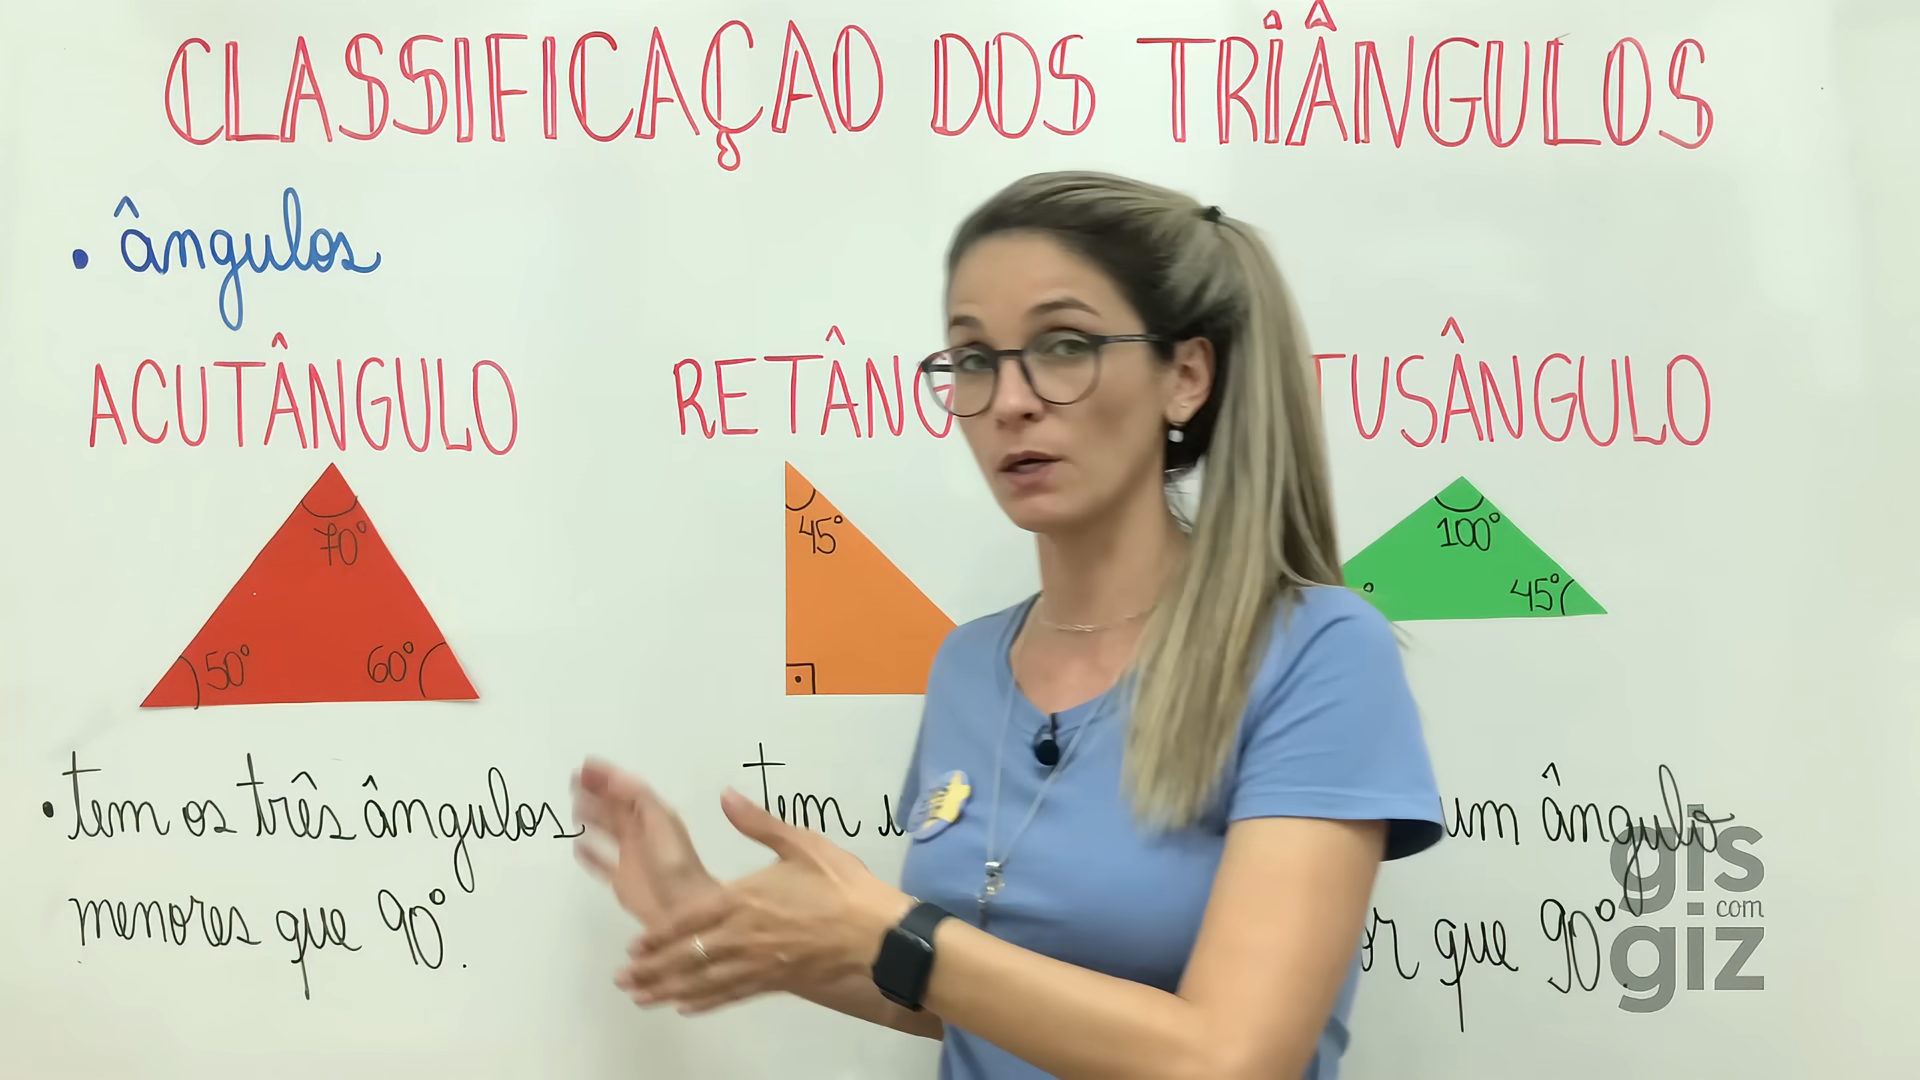 CLASSIFICAÇAO DOS TRIÂNGULOS
• ângulos
ACUTÂNGULO
70°
50°
60°
• tem os três ângulos
menores que 90°.
45°
tem
TUSÂNGULO
100°
45°
um ângulo
que 90°.
gis
com
giz